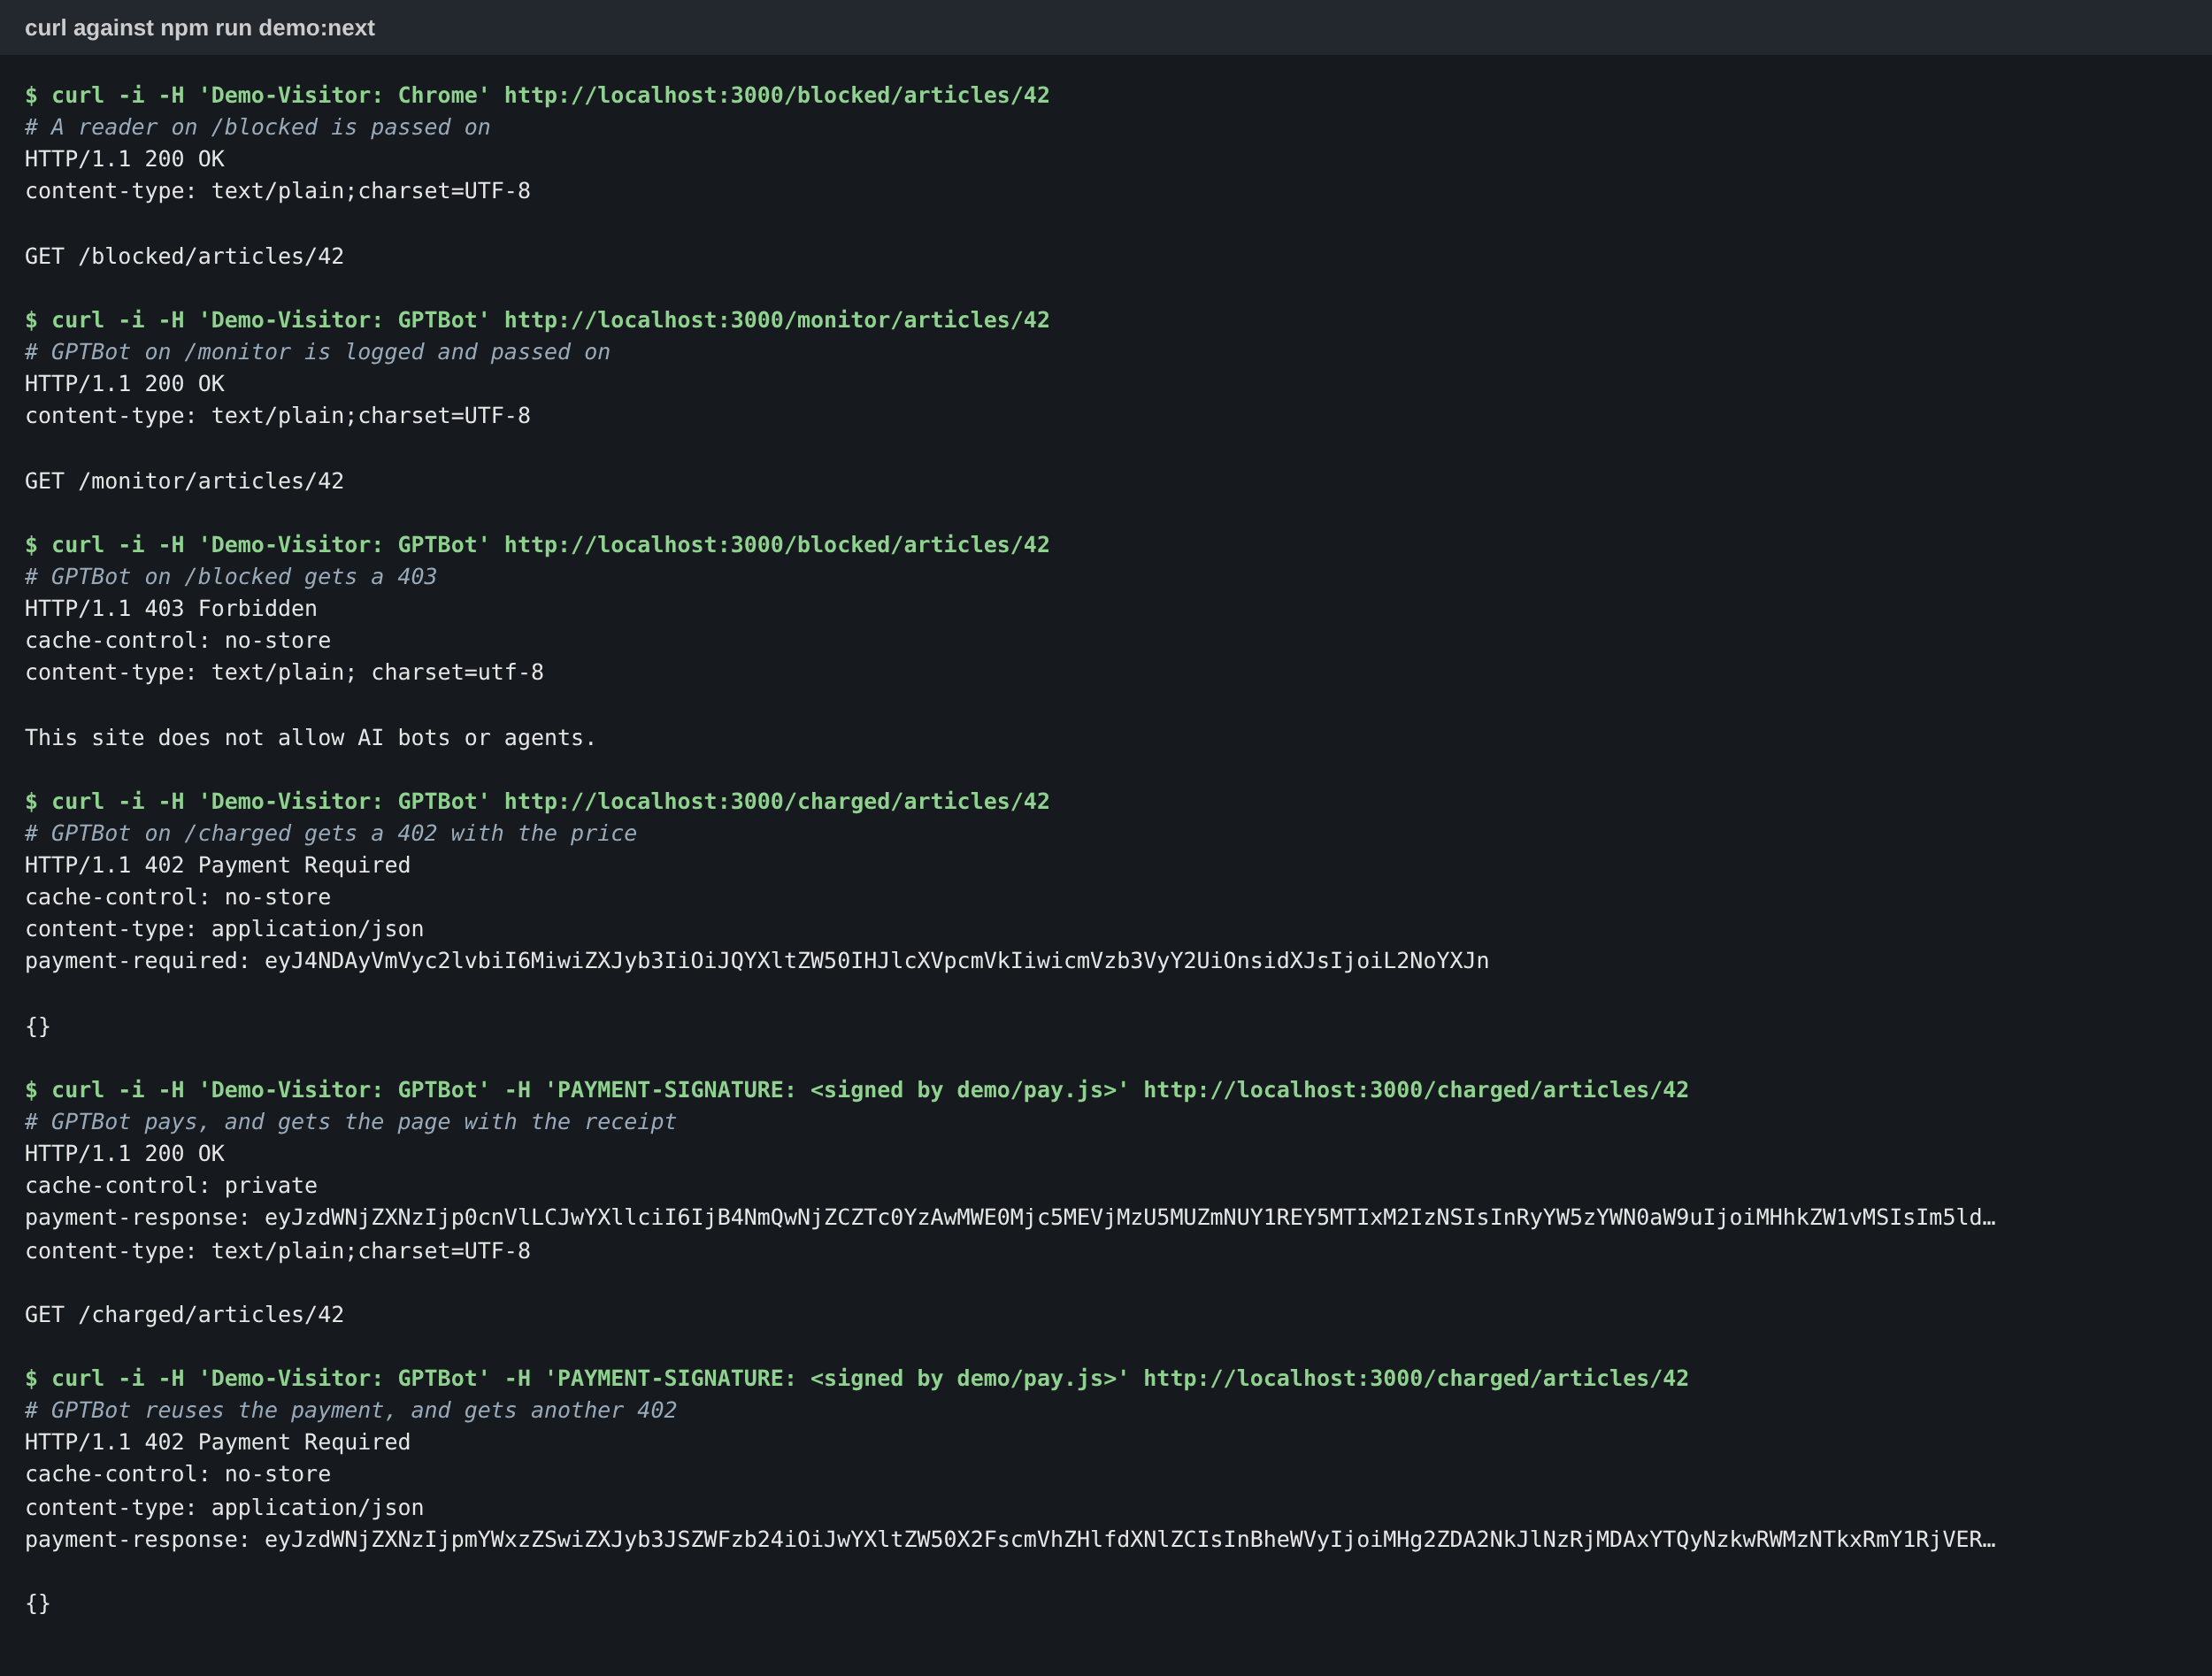 curl against npm run demo:next
$ curl -i -H 'Demo-Visitor: Chrome' http://localhost:3000/blocked/articles/42
# A reader on /blocked is passed on
HTTP/1.1 200 OK
content-type: text/plain;charset=UTF-8
GET /blocked/articles/42
$ curl -i -H 'Demo-Visitor: GPTBot' http://localhost:3000/monitor/articles/42
# GPTBot on /monitor is logged and passed on
HTTP/1.1 200 OK
content-type: text/plain;charset=UTF-8
GET /monitor/articles/42
$ curl -i -H 'Demo-Visitor: GPTBot' http://localhost:3000/blocked/articles/42
# GPTBot on /blocked gets a 403
HTTP/1.1 403 Forbidden
cache-control: no-store
content-type: text/plain; charset=utf-8
This site does not allow AI bots or agents.
$ curl -i -H 'Demo-Visitor: GPTBot' http://localhost:3000/charged/articles/42
# GPTBot on /charged gets a 402 with the price
HTTP/1.1 402 Payment Required
cache-control: no-store
content-type: application/json
payment-required: eyJ4NDAyVmVyc2lvbiI6MiwiZXJyb3IiOiJQYXltZW50IHJlcXVpcmVkIiwicmVzb3VyY2UiOnsidXJsIjoiL2NoYXJn
{}
$ curl -i -H 'Demo-Visitor: GPTBot' -H 'PAYMENT-SIGNATURE: <signed by demo/pay.js>' http://localhost:3000/charged/articles/42
# GPTBot pays, and gets the page with the receipt
HTTP/1.1 200 OK
cache-control: private
payment-response: eyJzdWNjZXNzIjp0cnVlLCJwYXllciI6IjB4NmQwNjZCZTc0YzAwMWE0Mjc5MEVjMzU5MUZmNUY1REY5MTIxM2IzNSIsInRyYW5zYWN0aW9uIjoiMHhkZW1vMSIsIm5ld…
content-type: text/plain;charset=UTF-8
GET /charged/articles/42
$ curl -i -H 'Demo-Visitor: GPTBot' -H 'PAYMENT-SIGNATURE: <signed by demo/pay.js>' http://localhost:3000/charged/articles/42
# GPTBot reuses the payment, and gets another 402
HTTP/1.1 402 Payment Required
cache-control: no-store
content-type: application/json
payment-response: eyJzdWNjZXNzIjpmYWxzZSwiZXJyb3JSZWFzb24iOiJwYXltZW50X2FscmVhZHlfdXNlZCIsInBheWVyIjoiMHg2ZDA2NkJlNzRjMDAxYTQyNzkwRWMzNTkxRmY1RjVER…
{}